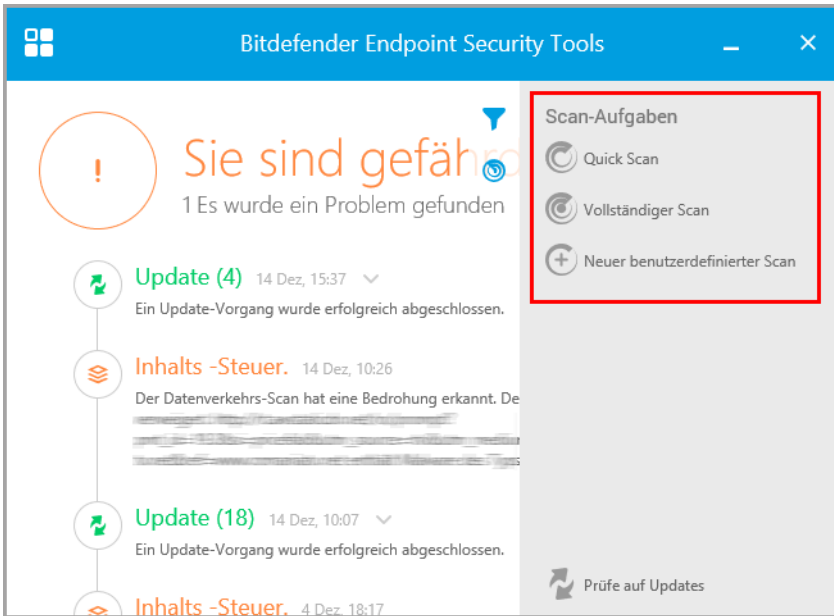 Bitdefender Endpoint Security Tools
!
Sie sind gefähr
1 Es wurde ein Problem gefunden
Update (4) 14 Dez, 15:37
Ein Update-Vorgang wurde erfolgreich abgeschlossen.
Inhalts -Steuer. 14 Dez, 10:26
Der Datenverkehrs-Scan hat eine Bedrohung erkannt. De
Update (18) 14 Dez, 10:07
Ein Update-Vorgang wurde erfolgreich abgeschlossen.
Inhalts -Steuer. 4 Dez, 18:17
Scan-Aufgaben
Quick Scan
Vollständiger Scan
Neuer benutzerdefinierter Scan
Prüfe auf Updates